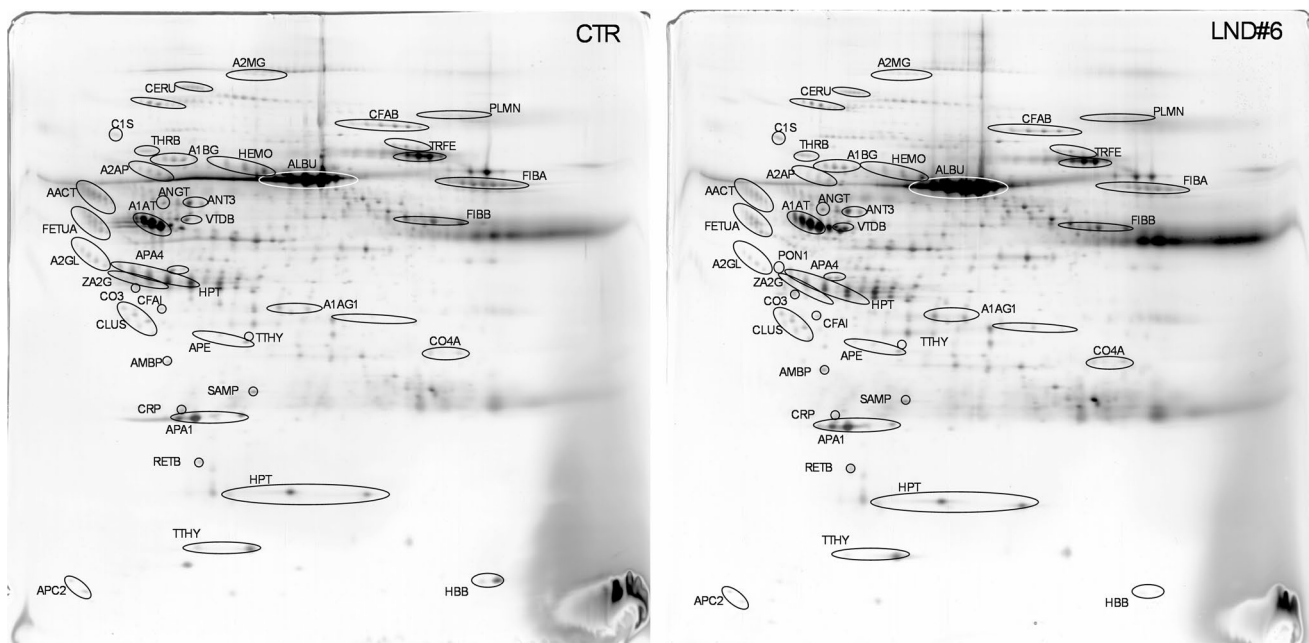 CTR
A2MG
CERU
PLMN
CFAB
C1S
THRB
A1BG
HEMO
TRFE
A2AP
ALBU
FIBA
AACT
ANGT
ANT3
A1AT
VTDB
FIBB
FETUA
A2GL
APA4
ZA2G
HPT
CO3
CFAI
A1AG1
CLUS
APE
TTHY
CO4A
AMBP
SAMP
CRP
APA1
RETB
HPT
TTHY
APC2
HBB
LND#6
A2MG
CERU
PLMN
CFAB
C1S
THRB
A1BG
HEMO
TRFE
A2AP
ALBU
FIBA
AACT
ANGT
A1AT
ANT3
FETUA
VTDB
FIBB
A2GL
PON1
APA4
ZA2G
CO3
HPT
CFAI
A1AG1
CLUS
APE
TTHY
CO4A
AMBP
SAMP
CRP
APA1
RETB
HPT
TTHY
APC2
HBB